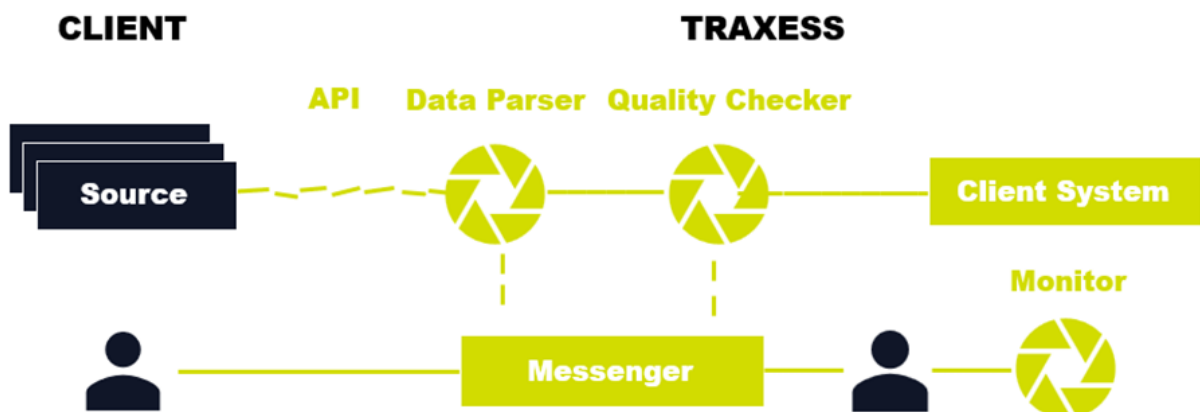 CLIENT
TRAXESS
API
Data Parser
Quality Checker
Source
Client System
Monitor
Messenger